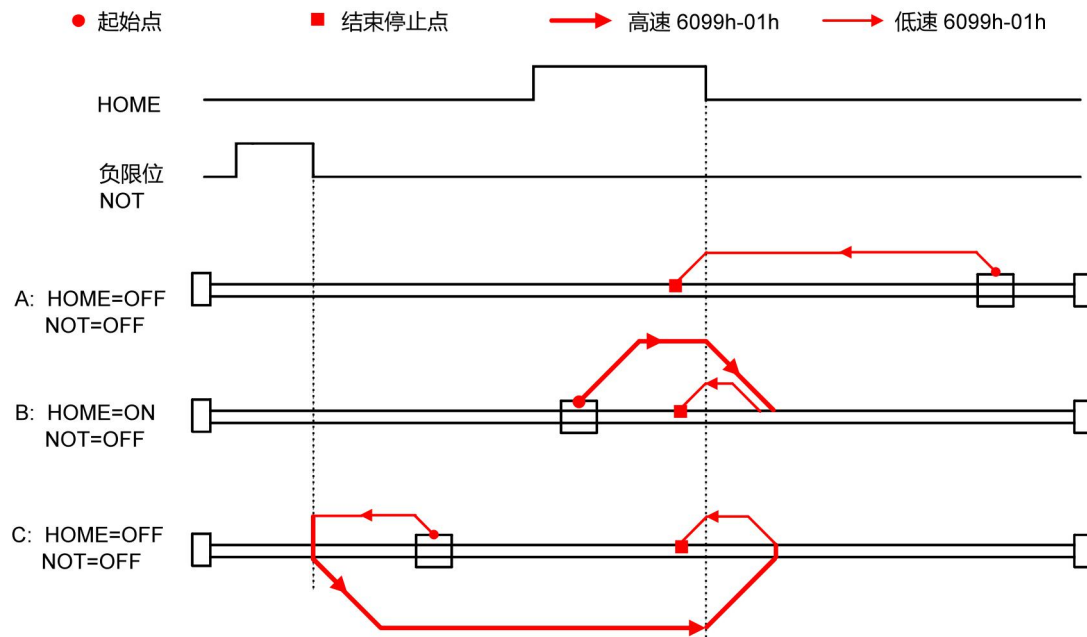 起始点
结束停止点
高速 6099h-01h
低速 6099h-01h
HOME
负限位
NOT
A: HOME=OFF
NOT=OFF
B: HOME=ON
NOT=OFF
C: HOME=OFF
NOT=OFF